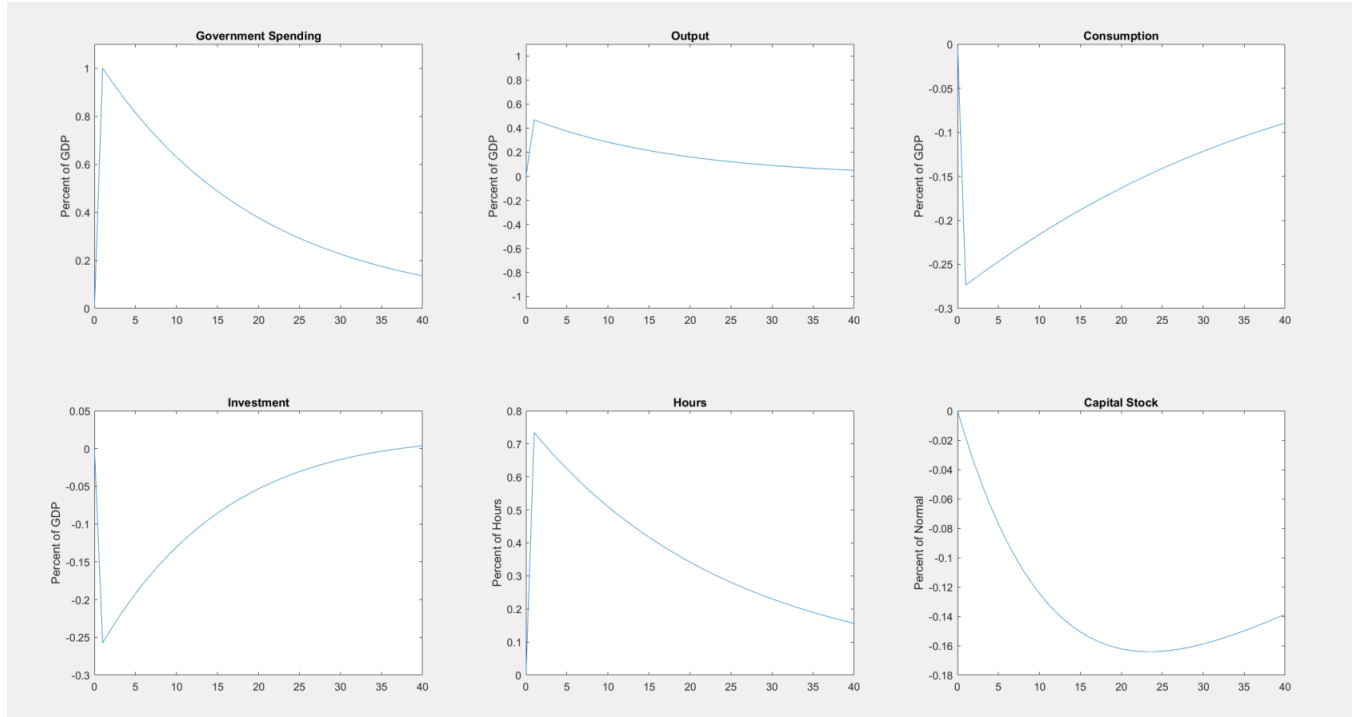 Government Spending
Percent of GDP
1
0.8
0.6
0.4
0.2
0
0 5 10 15 20 25 30 35 40
Output
Percent of GDP
1
0.8
0.6
0.4
0.2
0
-0.2
-0.4
-0.6
-0.8
-1
0 5 10 15 20 25 30 35 40
Consumption
Percent of GDP
0
-0.05
-0.1
-0.15
-0.2
-0.25
-0.3
0 5 10 15 20 25 30 35 40
Investment
Percent of GDP
0.05
0
-0.05
-0.1
-0.15
-0.2
-0.25
-0.3
0 5 10 15 20 25 30 35 40
Hours
Percent of Hours
0.8
0.7
0.6
0.5
0.4
0.3
0.2
0.1
0
0 5 10 15 20 25 30 35 40
Capital Stock
Percent of Normal
0
-0.02
-0.04
-0.06
-0.08
-0.1
-0.12
-0.14
-0.16
-0.18
0 5 10 15 20 25 30 35 40